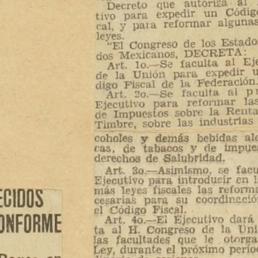 Decreto que autoriza al
tivo para expedir un Código
cal, y para reformar algunas
leyes.
"El Congreso de los Estados
dos Mexicanos, DECRETA:
Art. 1o.—Se faculta al Eje
de la Unión para expedir u
digo Fiscal de la Federación.
Art. 2o.—Se faculta al p
Ejecutivo para reformar las
de Impuestos sobre la Renta
Timbre, sobre las industrias
coholes y demás bebidas al
cas, de tabacos y de impue
derechos de Salubridad.
Art. 3o.—Asimismo, se facu
Ejecutivo para introducir en l
más leyes fiscales las reform
cesarias para su coordinació
el Código Fiscal.
Art. 4o.—El Ejecutivo dará
ta al H. Congreso de la Uni
las facultades que le otorga
Ley, durante el próximo perío
ECIDOS
ONFORME